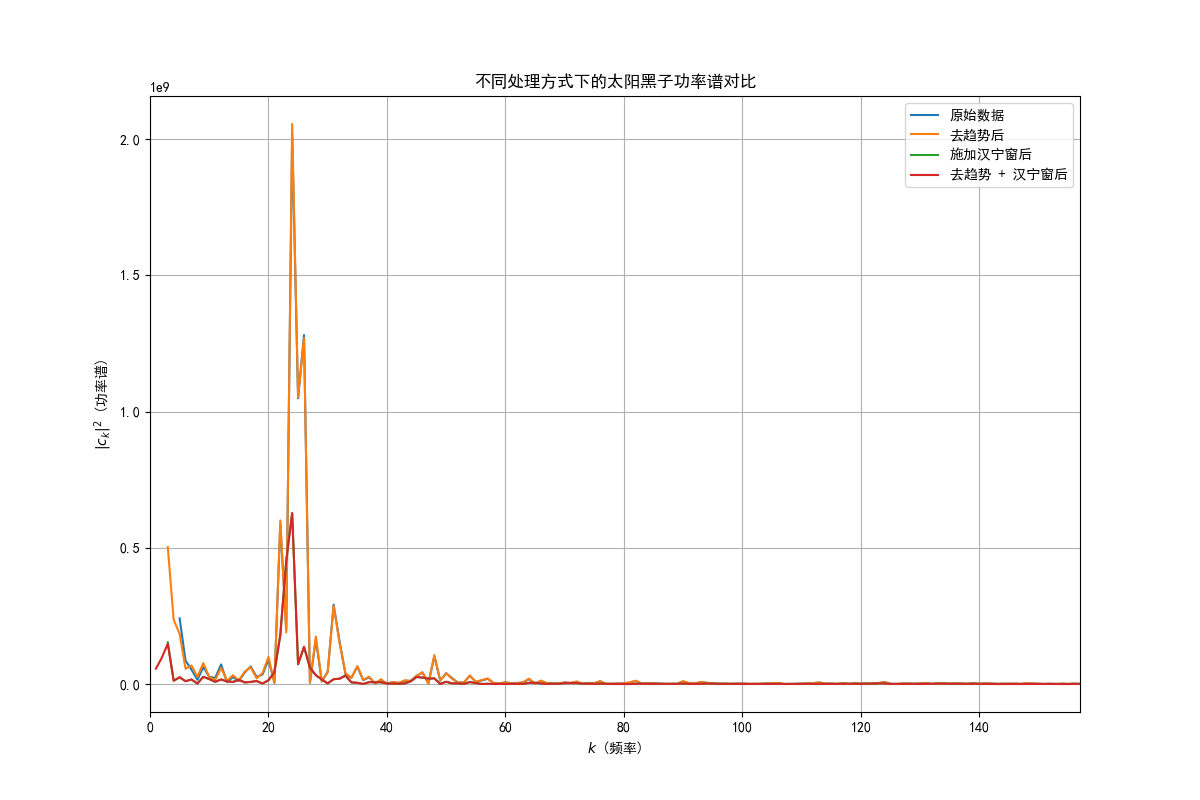 不同处理方式下的太阳黑子功率谱对比
1e9
原始数据
去趋势后
施加汉宁窗后
去趋势 + 汉宁窗后
2.0
1.5
1.0
0.5
0.0
|c_k|^2 (功率谱)
0 20 40 60 80 100 120 140
k (频率)